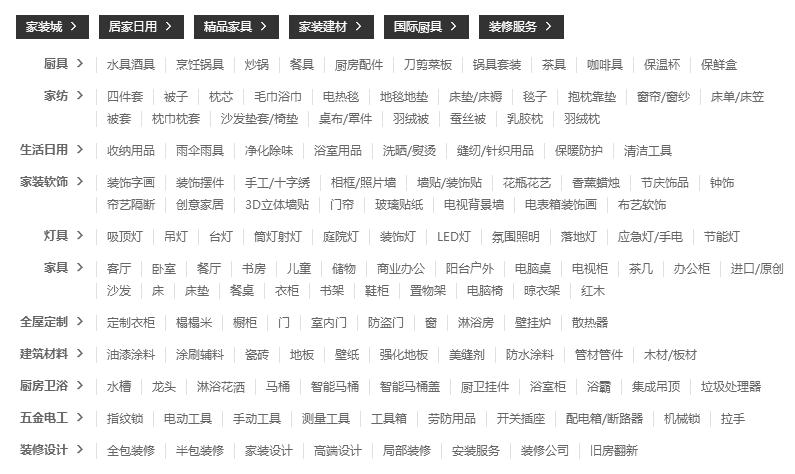 家装城 > 居家日用 > 精品家具 > 家装建材 > 国际厨具 > 装修服务 >
厨具 > 水具酒具 烹饪锅具 炒锅 餐具 厨房配件 刀剪菜板 锅具套装 茶具 咖啡具 保温杯 保鲜盒
家纺 > 四件套 被子 枕芯 毛巾浴巾 电热毯 地毯地垫 床垫/床褥 毯子 抱枕靠垫 窗帘/窗纱 床单/床笠
被套 枕巾枕套 沙发垫套/椅垫 桌布/罩件 羽绒被 蚕丝被 乳胶枕 羽绒枕
生活日用 > 收纳用品 雨伞雨具 净化除味 浴室用品 洗晒/熨烫 缝纫/针织用品 保暖防护 清洁工具
家装软饰 > 装饰字画 装饰摆件 手工/十字绣 相框/照片墙 墙贴/装饰贴 花瓶花艺 香薰蜡烛 节庆饰品 钟饰
帘艺隔断 创意家居 3D立体墙贴 门帘 玻璃贴纸 电视背景墙 电表箱装饰画 布艺软饰
灯具 > 吸顶灯 吊灯 台灯 筒灯射灯 庭院灯 装饰灯 LED灯 氛围照明 落地灯 应急灯/手电 节能灯
家具 > 客厅 卧室 餐厅 书房 儿童 储物 商业办公 阳台户外 电脑桌 电视柜 茶几 办公柜 进口/原创
沙发 床 床垫 餐桌 衣柜 书架 鞋柜 置物架 电脑椅 晾衣架 红木
全屋定制 > 定制衣柜 榻榻米 橱柜 门 室内门 防盗门 窗 淋浴房 壁挂炉 散热器
建筑材料 > 油漆涂料 涂刷辅料 瓷砖 地板 壁纸 强化地板 美缝剂 防水涂料 管材管件 木材/板材
厨房卫浴 > 水槽 龙头 淋浴花洒 马桶 智能马桶 智能马桶盖 厨卫挂件 浴室柜 浴霸 集成吊顶 垃圾处理器
五金电工 > 指纹锁 电动工具 手动工具 测量工具 工具箱 劳防用品 开关插座 配电箱/断路器 机械锁 拉手
装修设计 > 全包装修 半包装修 家装设计 高端设计 局部装修 安装服务 装修公司 旧房翻新